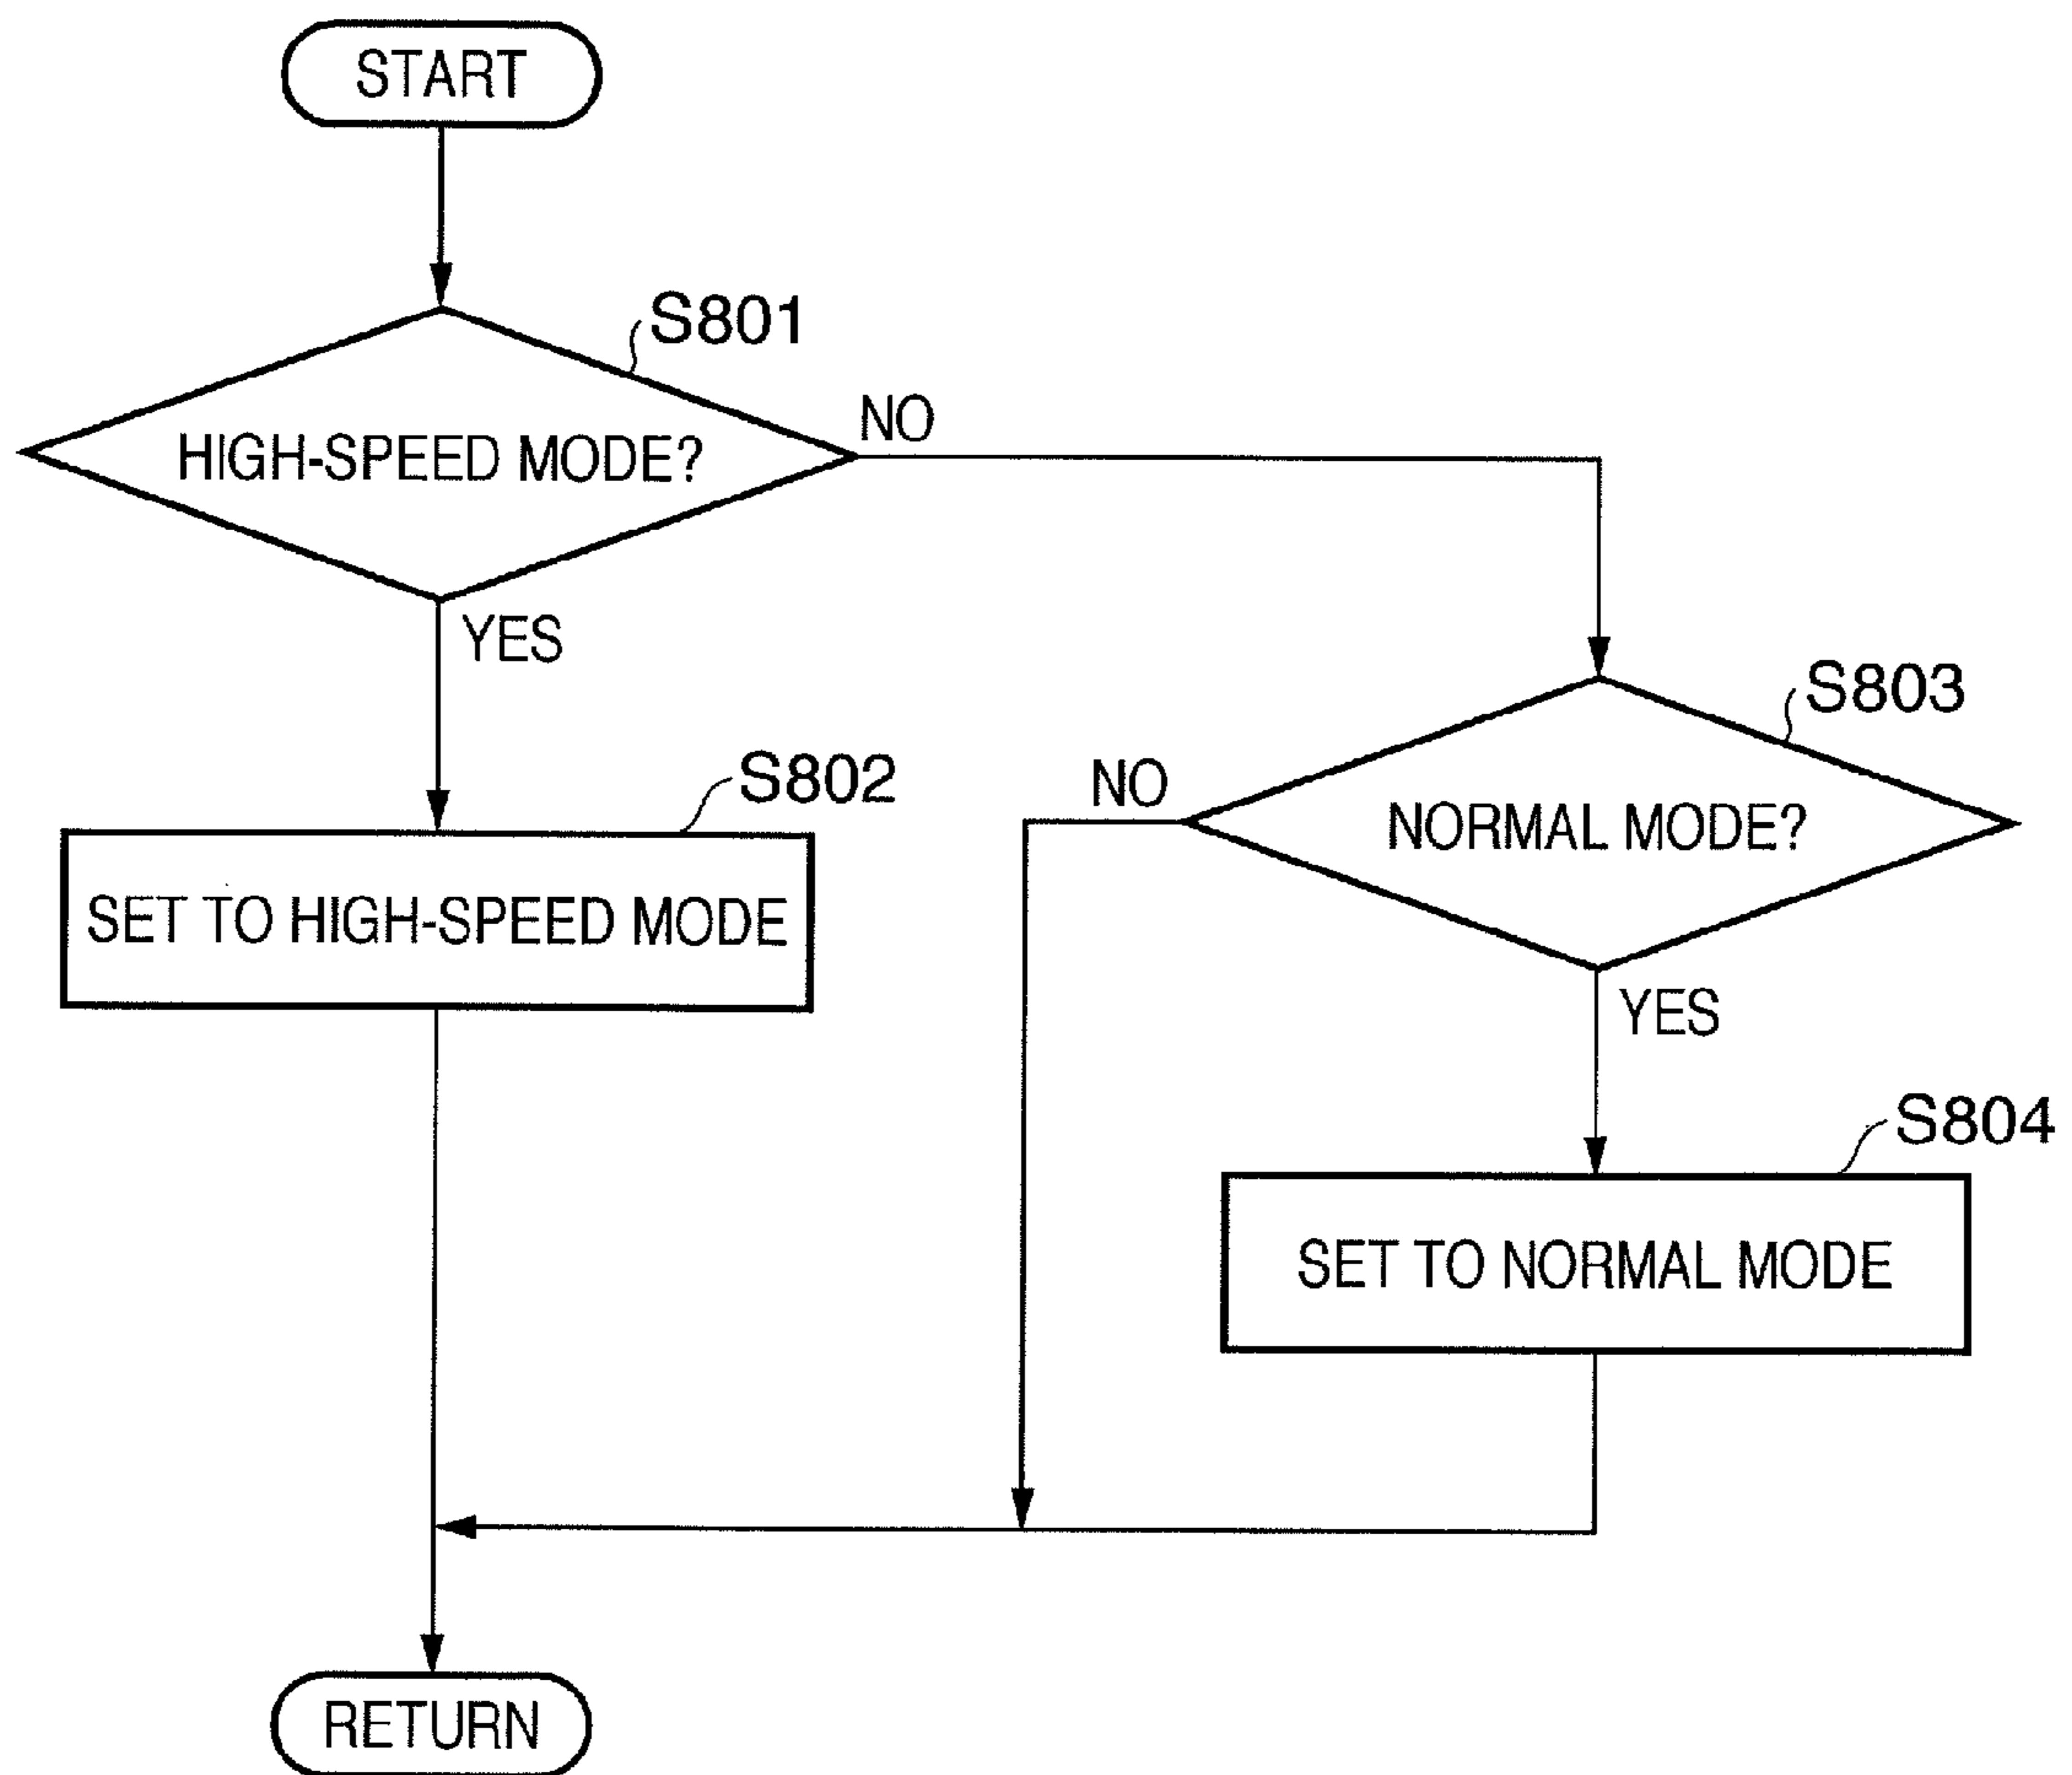 START
S801
HIGH-SPEED MODE?
NO
YES
S802
SET TO HIGH-SPEED MODE
S803
NO
NORMAL MODE?
YES
S804
SET TO NORMAL MODE
RETURN